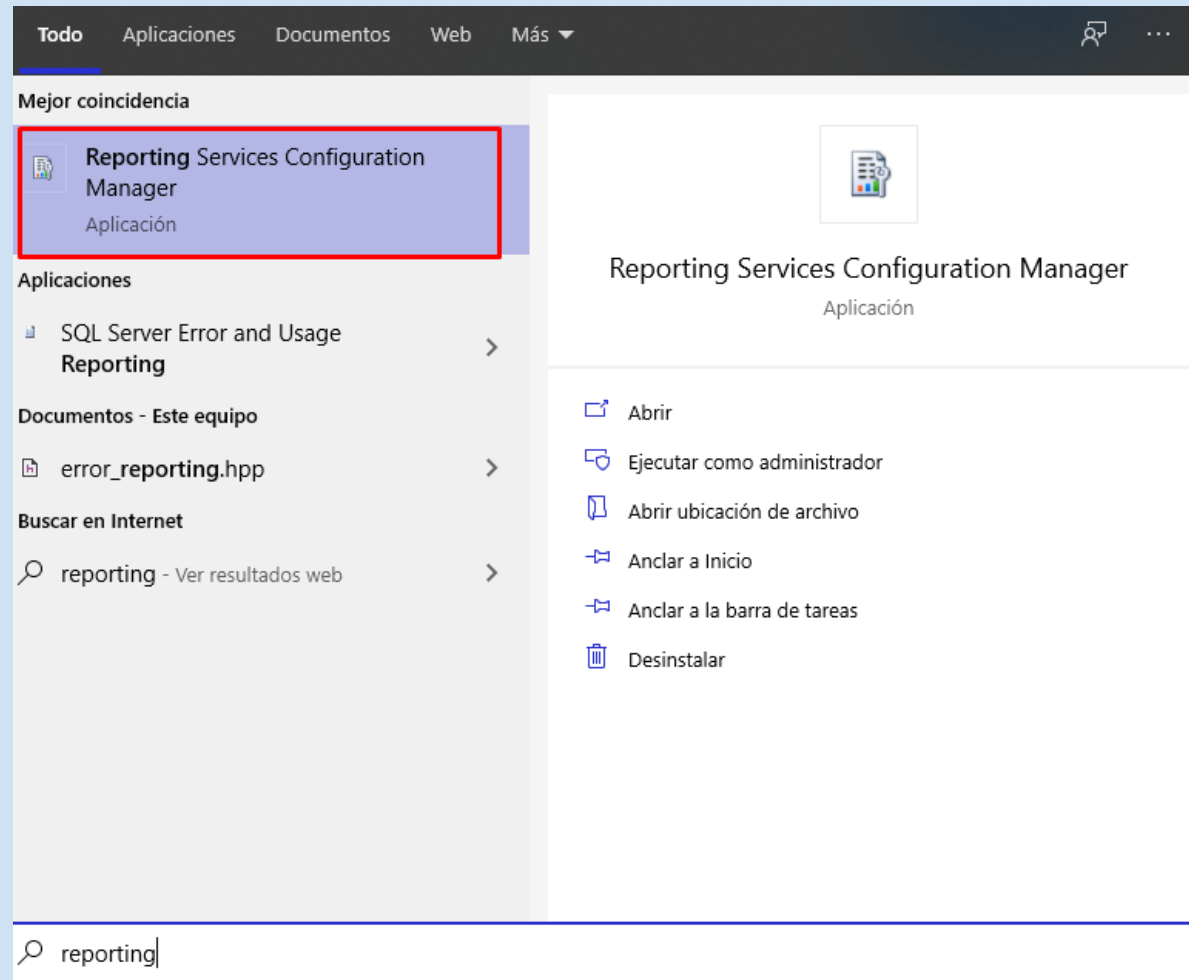 Todo Aplicaciones Documentos Web Más
Mejor coincidencia
Reporting Services Configuration
Manager
Aplicación
Aplicaciones
SQL Server Error and Usage
Reporting
Documentos - Este equipo
error_reporting.hpp
Buscar en Internet
reporting - Ver resultados web
Reporting Services Configuration Manager
Aplicación
Abrir
Ejecutar como administrador
Abrir ubicación de archivo
Anclar a Inicio
Anclar a la barra de tareas
Desinstalar
reporting